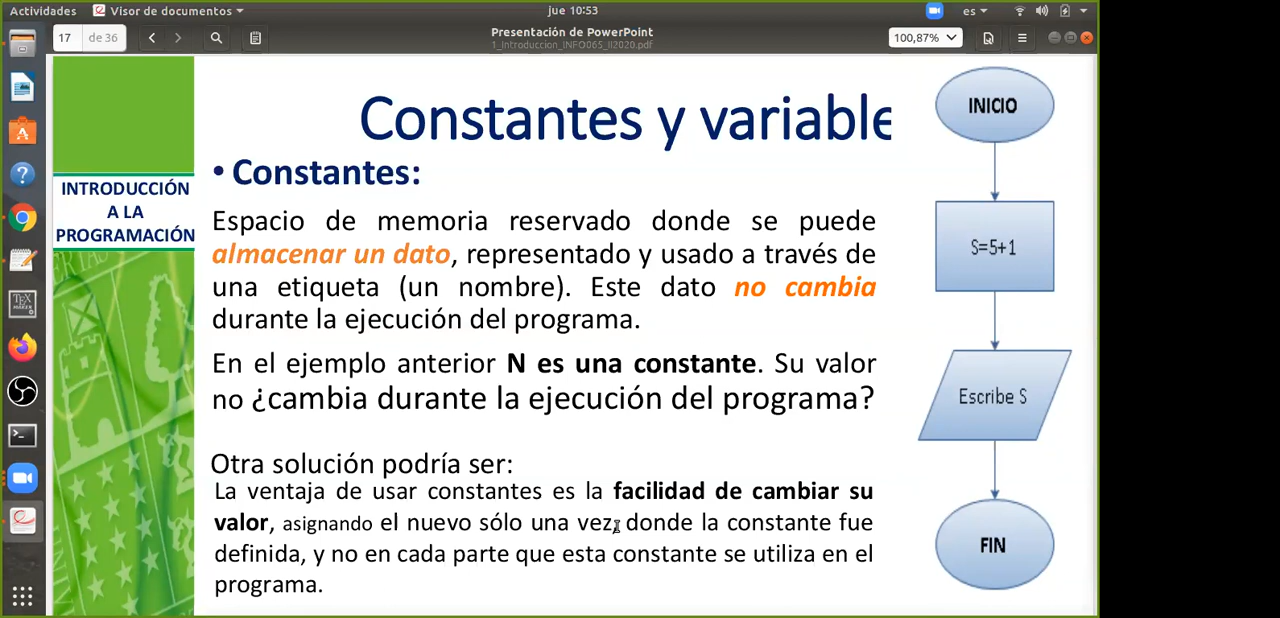 Actividades
Visor de documentos
jue 10:53
es
17
de 36
Presentación de PowerPoint
1_Introduccion_INFO065_II2020.pdf
100,87%
Constantes y variable
INTRODUCCIÓN
A LA
PROGRAMACIÓN
• Constantes:
Espacio de memoria reservado donde se puede
almacenar un dato, representado y usado a través de
una etiqueta (un nombre). Este dato no cambia
durante la ejecución del programa.
En el ejemplo anterior N es una constante. Su valor
no ¿cambia durante la ejecución del programa?
Otra solución podría ser:
La ventaja de usar constantes es la facilidad de cambiar su
valor, asignando el nuevo sólo una vez, donde la constante fue
definida, y no en cada parte que esta constante se utiliza en el
programa.
INICIO
S=5+1
Escribe S
FIN